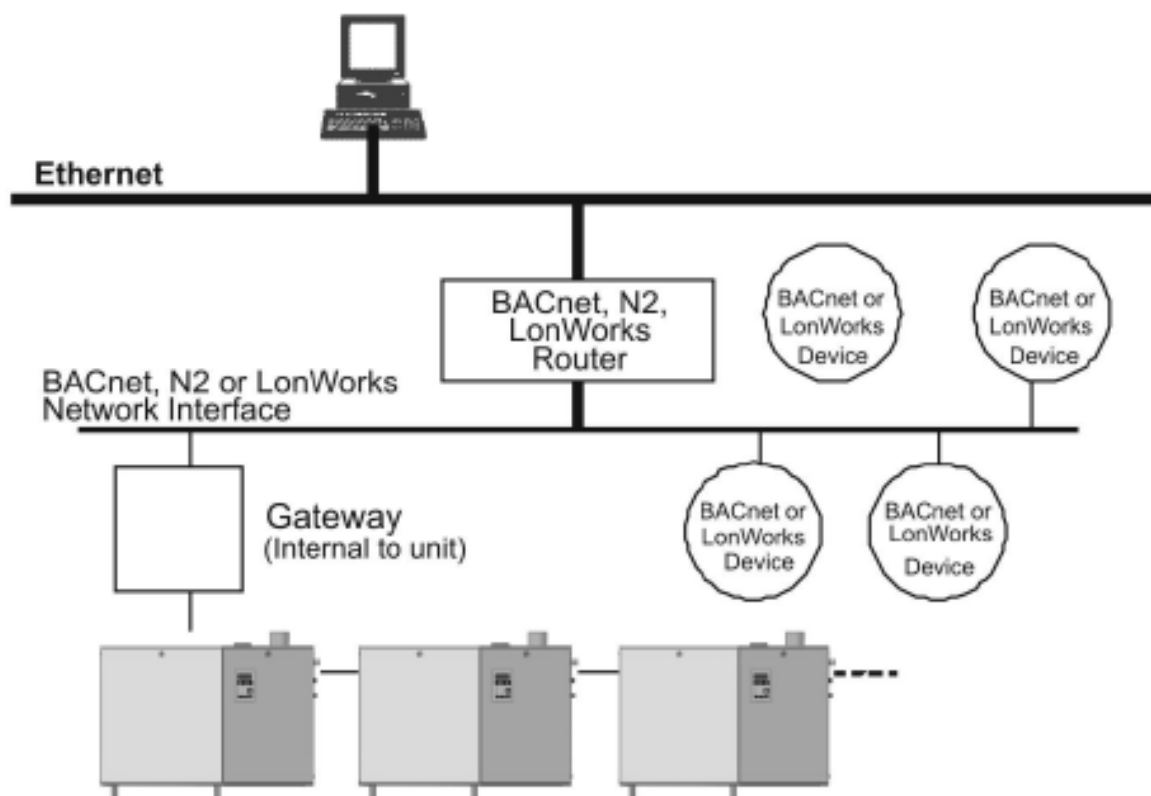 Ethernet
BACnet, N2,
LonWorks
Router
BACnet or
LonWorks
Device
BACnet or
LonWorks
Device
BACnet, N2 or LonWorks
Network Interface
Gateway
(Internal to unit)
BACnet or
LonWorks
Device
BACnet or
LonWorks
Device